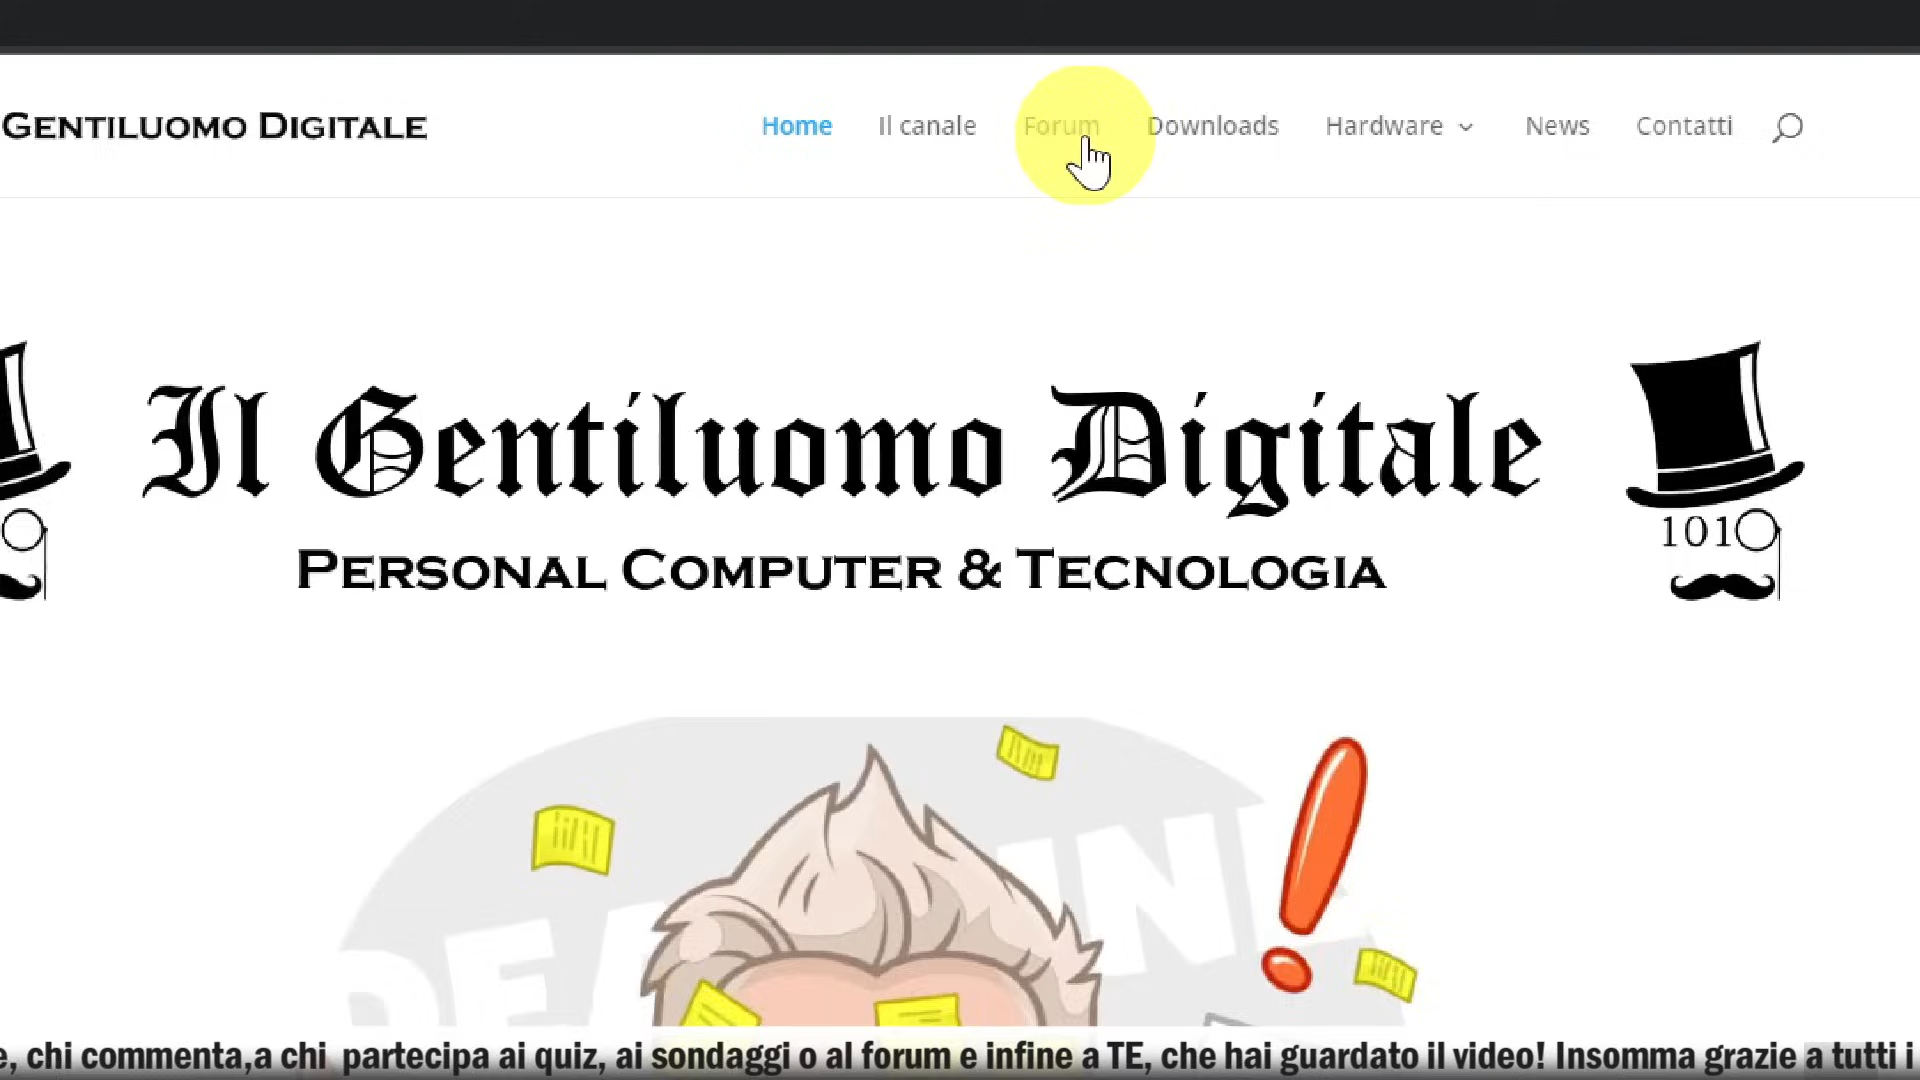 GENTILUOMO DIGITALE
Home Il canale Forum Downloads Hardware News Contatti
Il Gentiluomo Digitale
PERSONAL COMPUTER & TECNOLOGIA
1010
chi commenta,a chi partecipa ai quiz, ai sondaggi o al forum e infine a TE, che hai guardato il video! Insomma grazie a tutti i